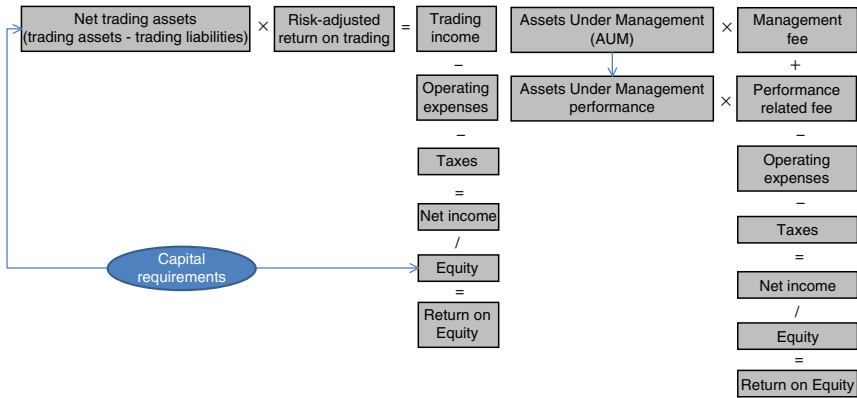 Net trading assets
(trading assets - trading liabilities)
×
Risk-adjusted
return on trading
=
Trading
income
−
Operating
expenses
−
Taxes
=
Net income
/
Equity
=
Return on
Equity
Capital
requirements
Assets Under Management
(AUM)
×
Management
fee
+
Assets Under Management
performance
×
Performance
related fee
−
Operating
expenses
−
Taxes
=
Net income
/
Equity
=
Return on Equity